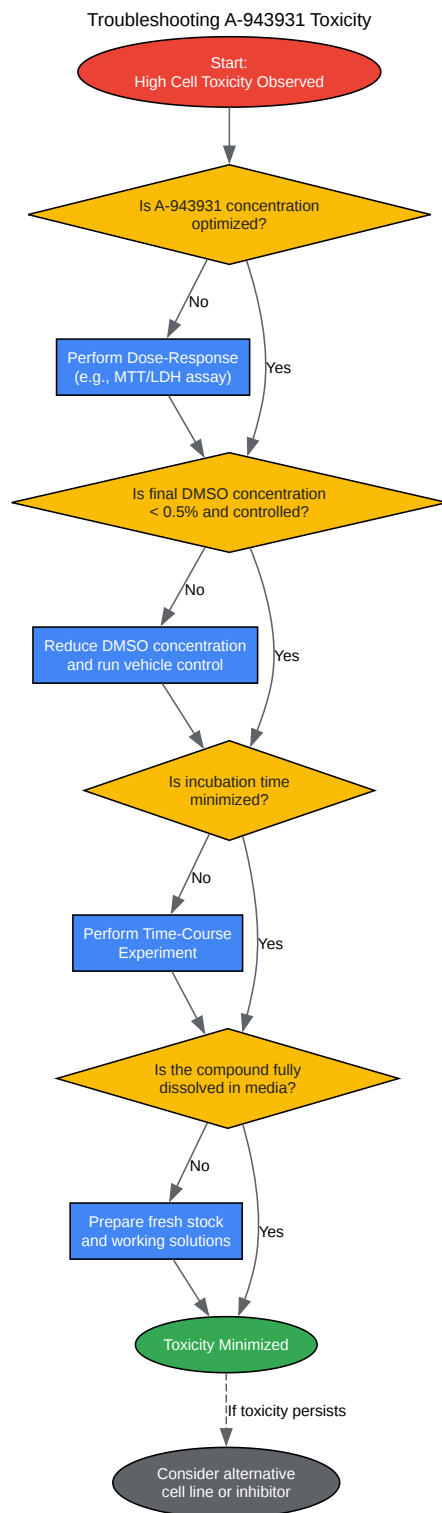 Troubleshooting A-943931 Toxicity
Start:
High Cell Toxicity Observed
Is A-943931 concentration
optimized?
No
Yes
Perform Dose-Response
(e.g., MTT/LDH assay)
Is final DMSO concentration
< 0.5% and controlled?
No
Yes
Reduce DMSO concentration
and run vehicle control
Is incubation time
minimized?
No
Yes
Perform Time-Course
Experiment
Is the compound fully
dissolved in media?
No
Yes
Prepare fresh stock
and working solutions
Toxicity Minimized
If toxicity persists
Consider alternative
cell line or inhibitor